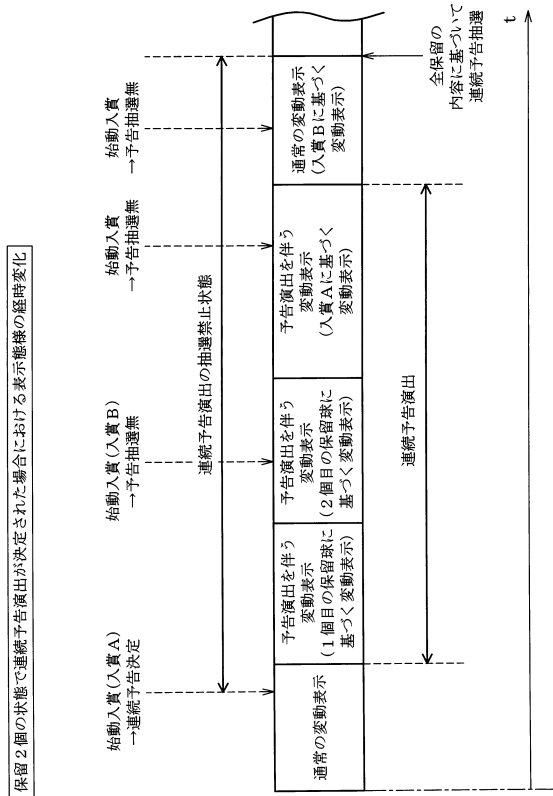 保留２個の状態で連続予告演出が決定された場合における表示態様の経時変化
始動入賞(入賞Ａ)
→連続予告決定
始動入賞(入賞Ｂ)
→予告抽選無
始動入賞
→予告抽選無
始動入賞
→予告抽選無
連続予告演出の抽選禁止状態
通常の変動表示
予告演出を伴う
変動表示
(１個目の保留球に
基づく変動表示)
予告演出を伴う
変動表示
(２個目の保留球に
基づく変動表示)
予告演出を伴う
変動表示
(入賞Ａに基づく
変動表示)
通常の変動表示
(入賞Ｂに基づく
変動表示)
連続予告演出
全保留の
内容に基づいて
連続予告抽選
t